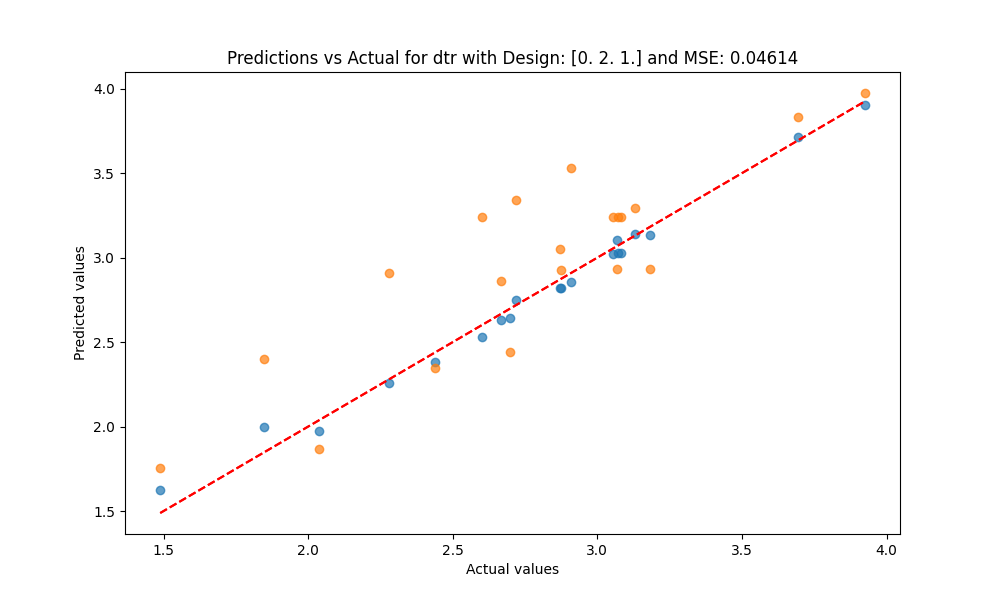 Predictions vs Actual for dtr with Design: [0. 2. 1.] and MSE: 0.04614
4.0
3.5
3.0
2.5
2.0
1.5
Predicted values
1.5 2.0 2.5 3.0 3.5 4.0
Actual values